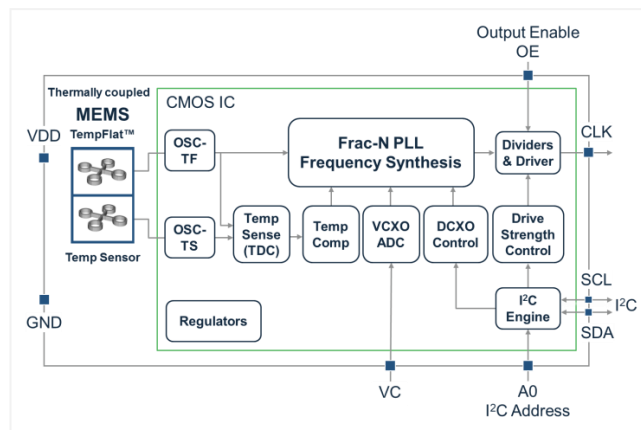 Output Enable
OE
Thermally coupled
MEMS
TempFlat™
CMOS IC
VDD
CLK
OSC-
TF
Frac-N PLL
Frequency Synthesis
Dividers
& Driver
OSC-
TS
Temp
Sense
(TDC)
Temp
Comp
VCXO
ADC
DCXO
Control
Drive
Strength
Control
Temp Sensor
SCL
I²C
SDA
I²C
Engine
GND
Regulators
VC
A0
I²C Address